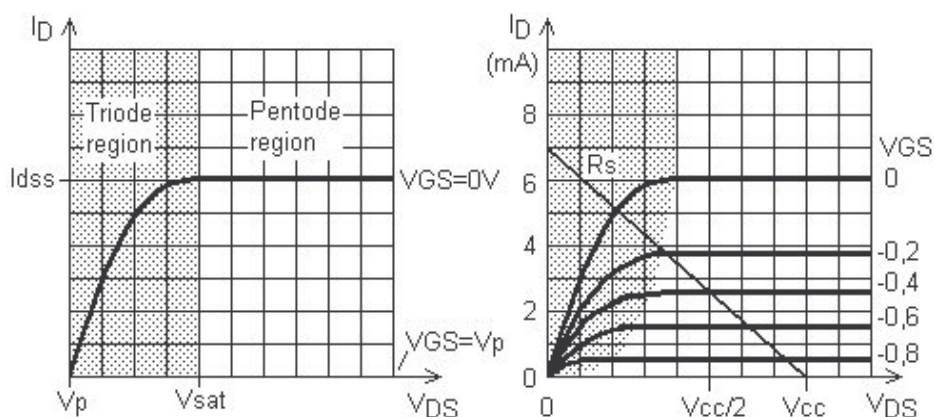 ID
Triode region
Pentode region
Idss
VGS=0V
VGS=Vp
Vp
Vsat
VDS
ID
(mA)
8
6
4
2
0
Rs
VGS
0
-0,2
-0,4
-0,6
-0,8
0
Vcc/2
Vcc
VDS